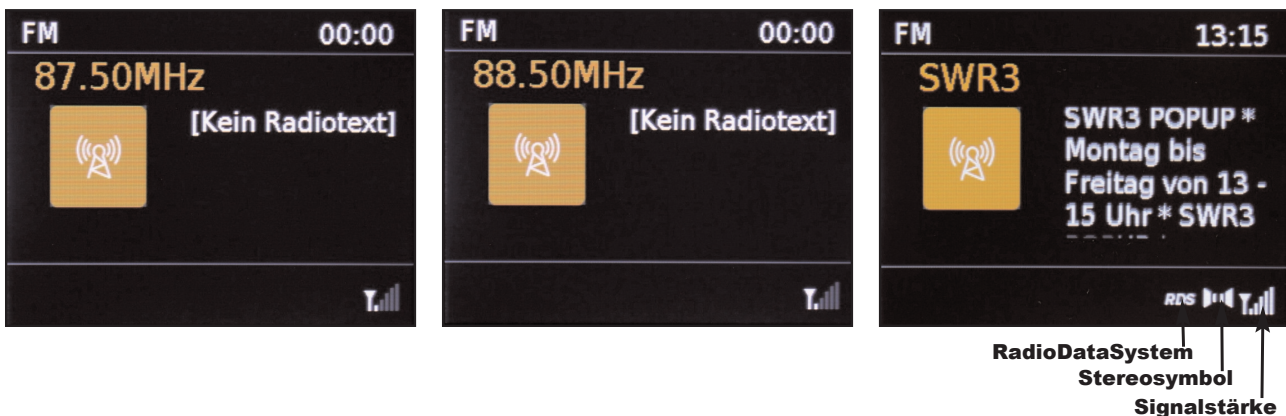 FM 00:00
87.50MHz
[Kein Radiotext]
FM 00:00
88.50MHz
[Kein Radiotext]
FM 13:15
SWR3
SWR3 POPUP *
Montag bis
Freitag von 13 -
15 Uhr * SWR3
RDS
RadioDataSystem
Stereosymbol
Signalstärke